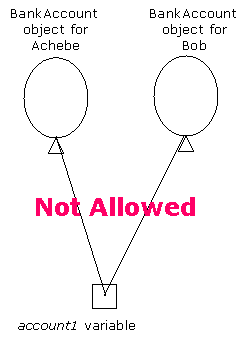 BankAccount
object for
Achebe
BankAccount
object for
Bob
Not Allowed
account1 variable